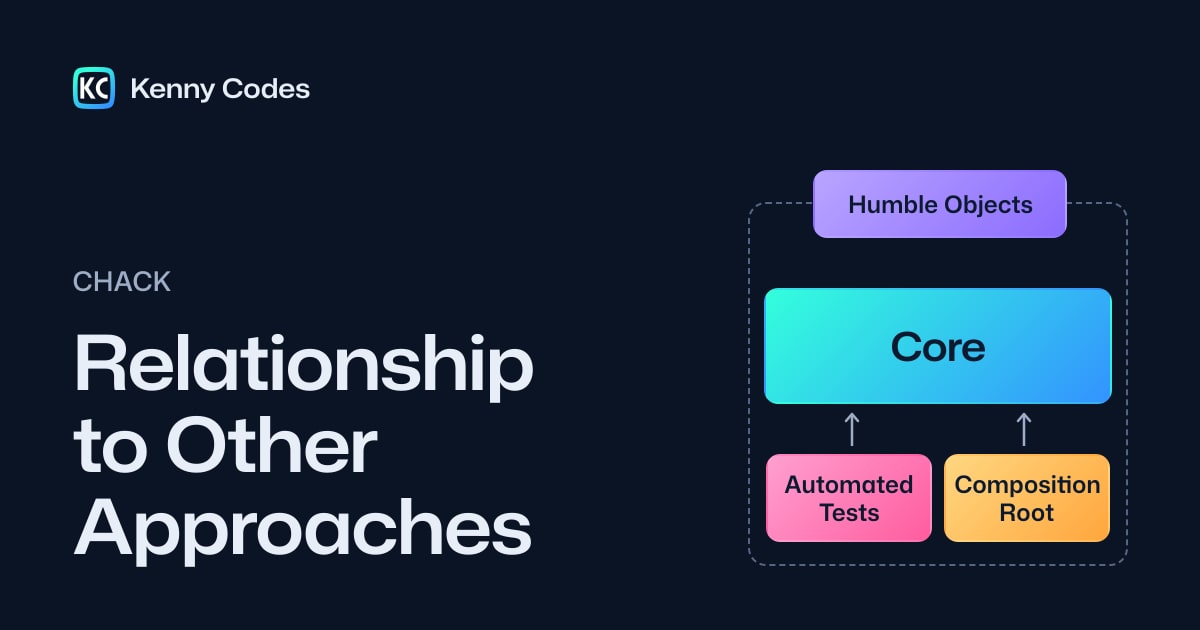 KC Kenny Codes
CHACK
Relationship
to Other
Approaches
Humble Objects
Core
Automated
Tests
Composition
Root